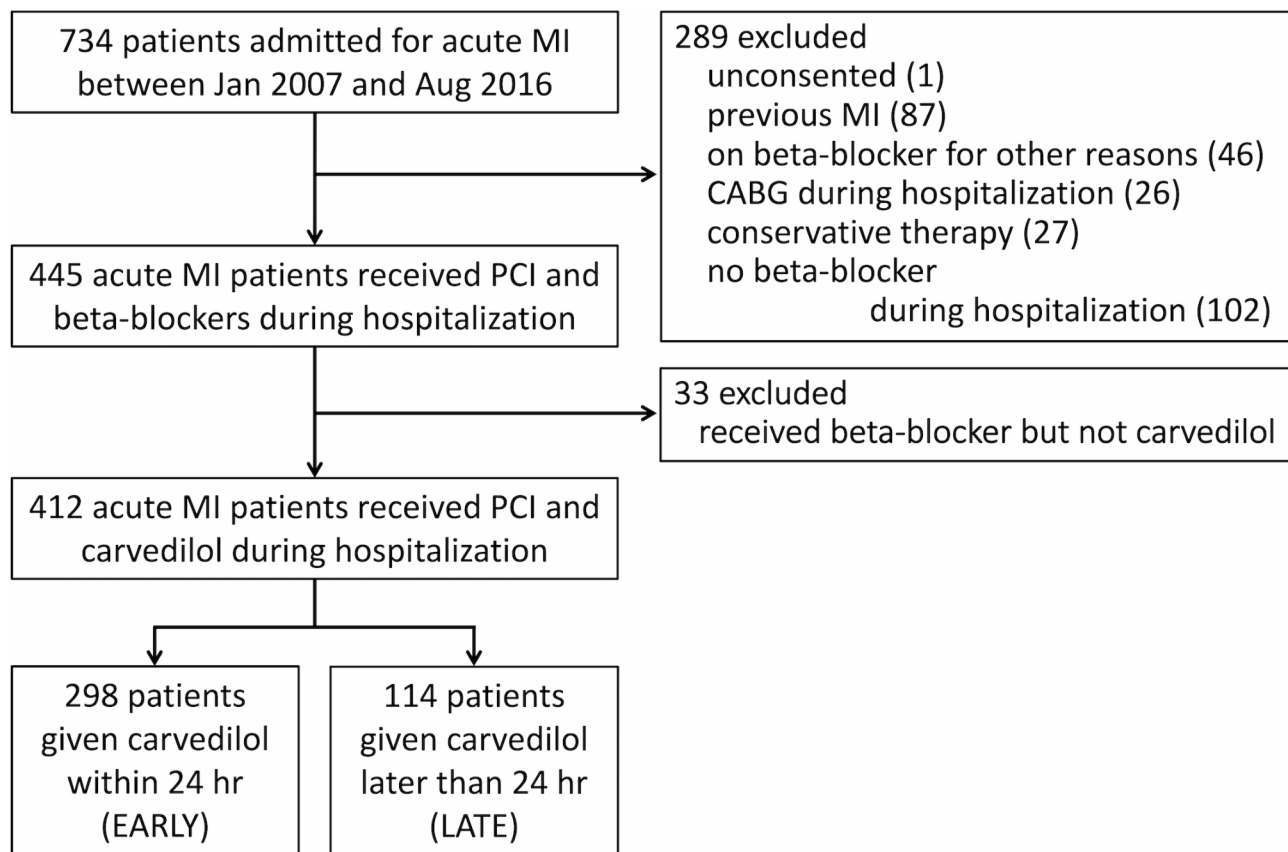 734 patients admitted for acute MI
between Jan 2007 and Aug 2016
289 excluded
unconsented (1)
previous MI (87)
on beta-blocker for other reasons (46)
CABG during hospitalization (26)
conservative therapy (27)
no beta-blocker
during hospitalization (102)
445 acute MI patients received PCI and
beta-blockers during hospitalization
33 excluded
received beta-blocker but not carvedilol
412 acute MI patients received PCI and
carvedilol during hospitalization
298 patients
given carvedilol
within 24 hr
(EARLY)
114 patients
given carvedilol
later than 24 hr
(LATE)